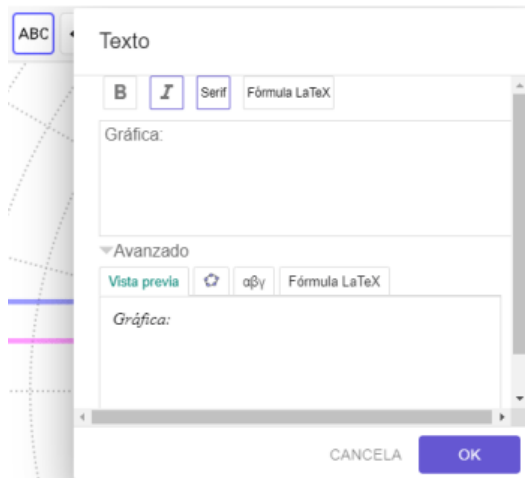 ABC
Texto
B I Serif Fórmula LaTeX
Gráfica:
Avanzado
Vista previa αβγ Fórmula LaTeX
Gráfica:
CANCELA OK